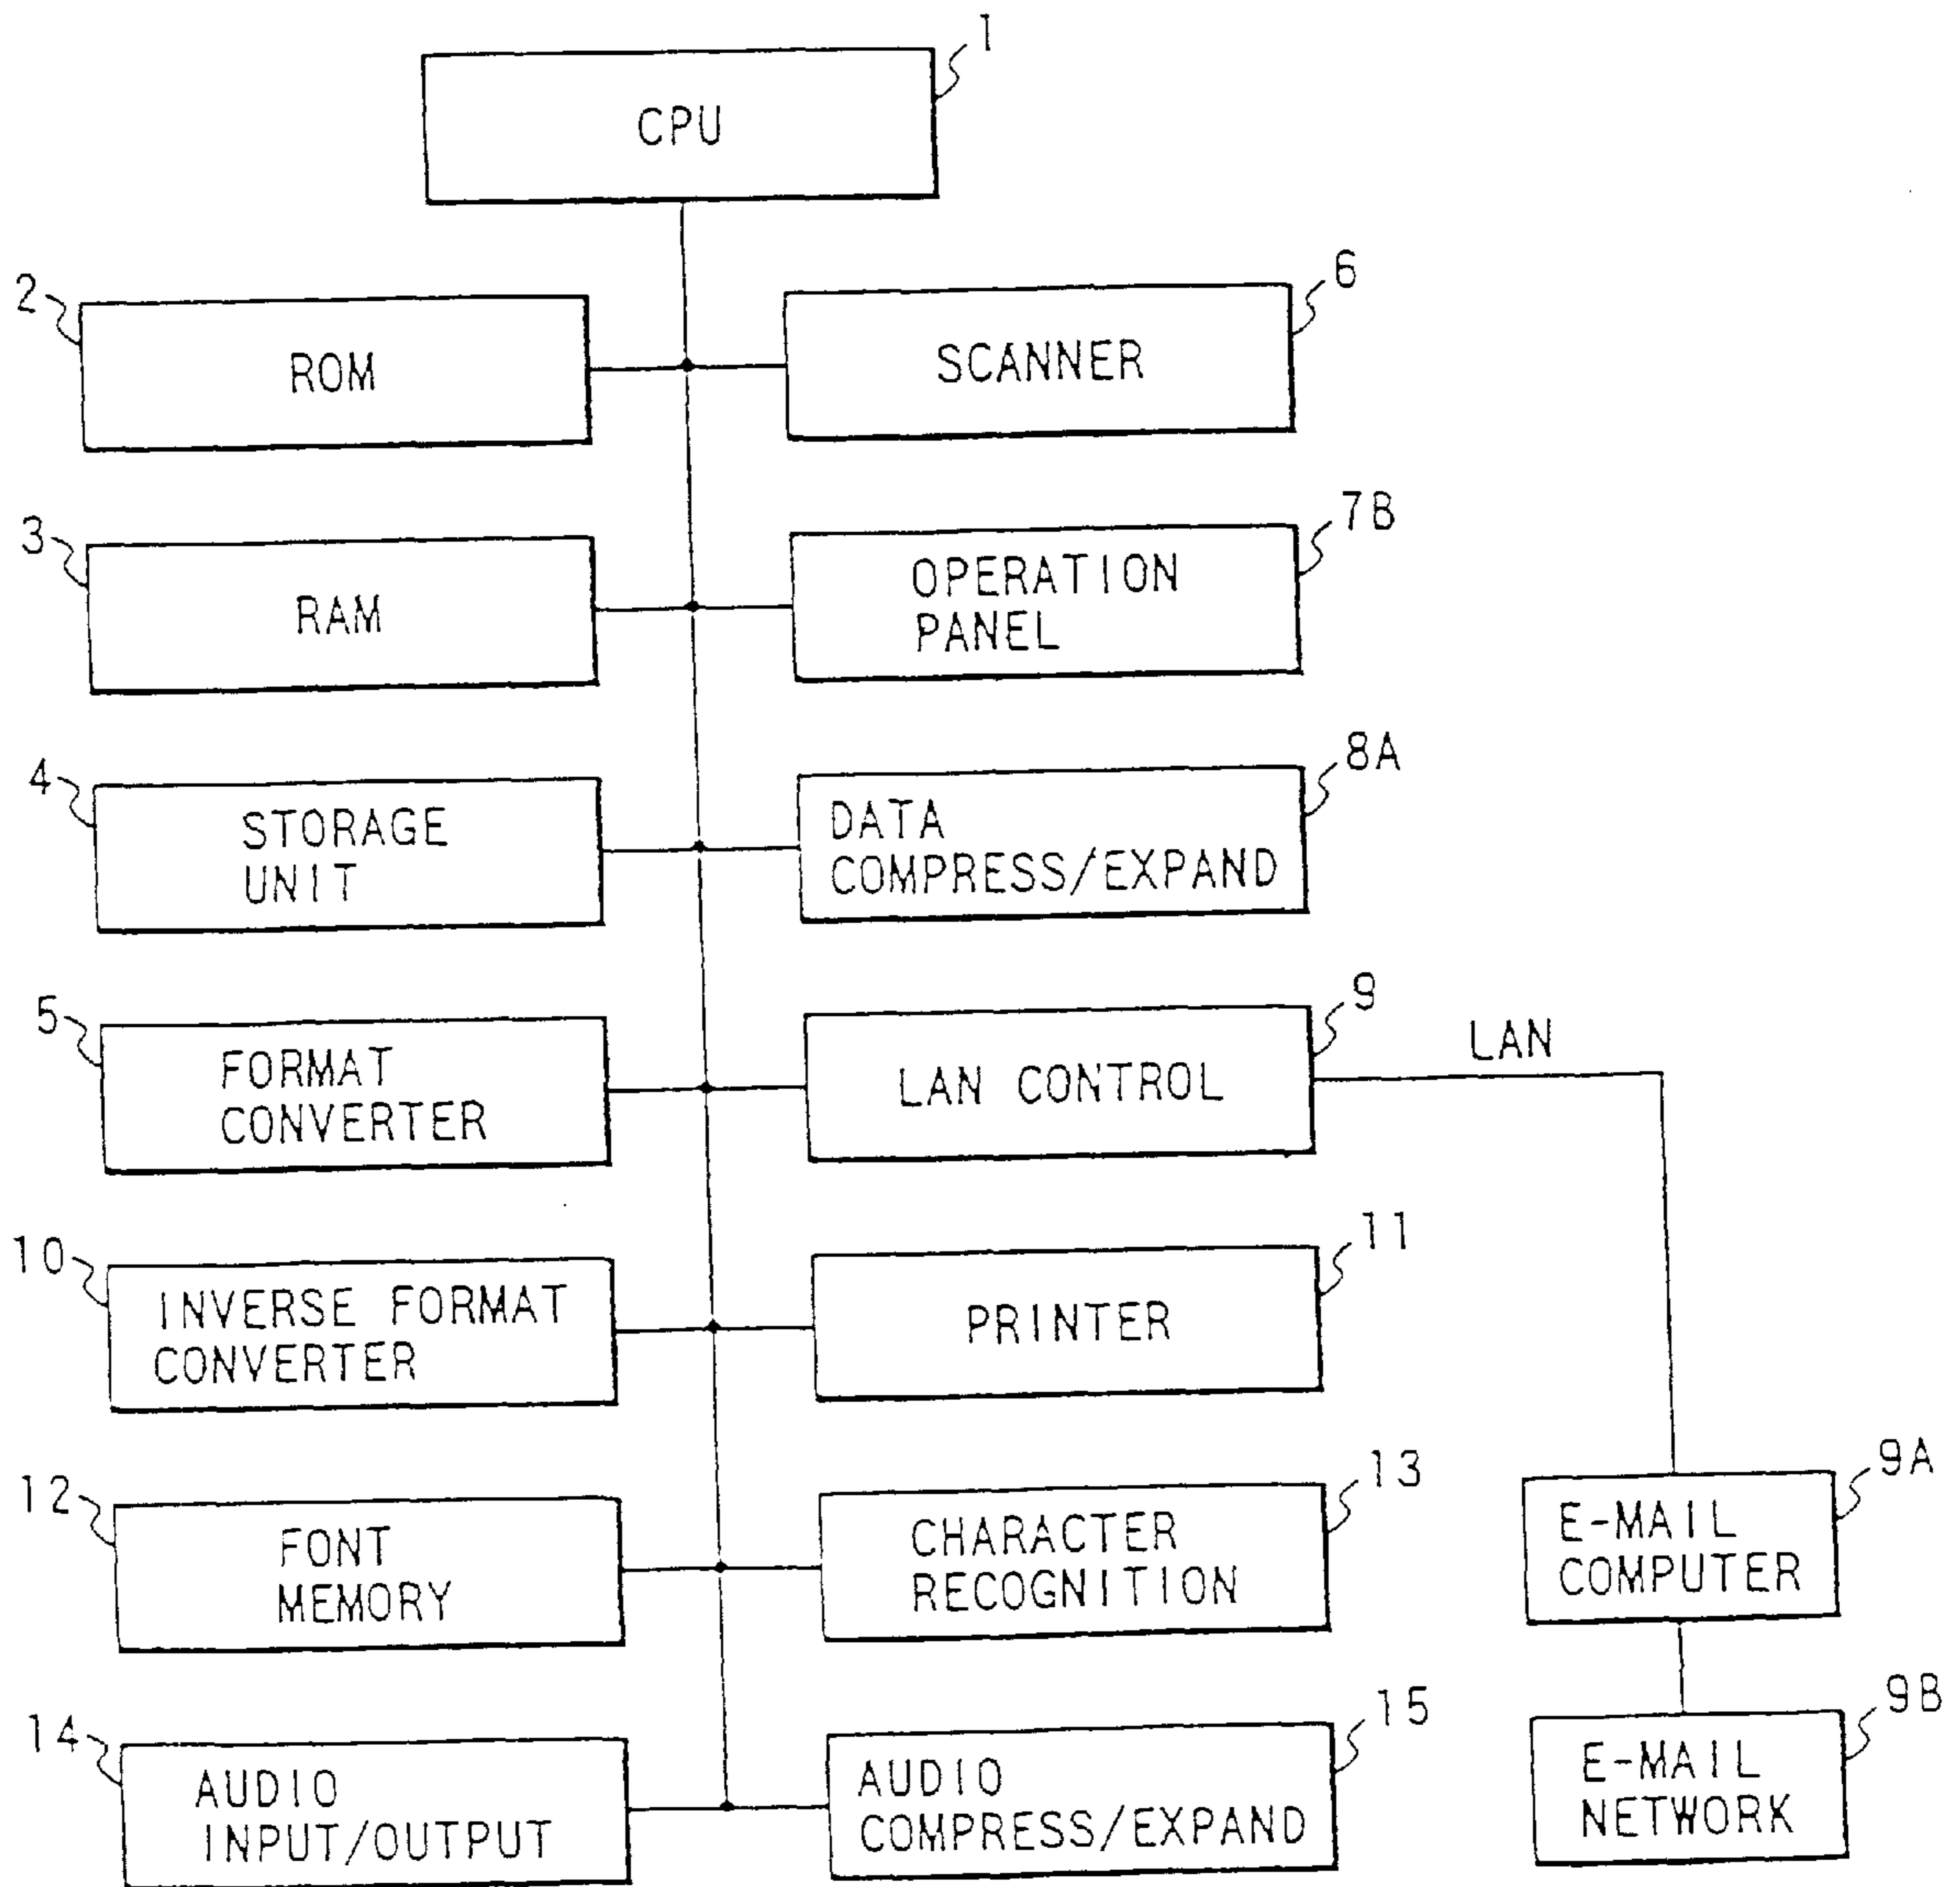 1
CPU
2
ROM
6
SCANNER
3
RAM
7B
OPERATION
PANEL
4
STORAGE
UNIT
8A
DATA
COMPRESS/EXPAND
5
FORMAT
CONVERTER
9
LAN CONTROL
LAN
10
INVERSE FORMAT
CONVERTER
11
PRINTER
12
FONT
MEMORY
13
CHARACTER
RECOGNITION
9A
E-MAIL
COMPUTER
14
AUDIO
INPUT/OUTPUT
15
AUDIO
COMPRESS/EXPAND
9B
E-MAIL
NETWORK